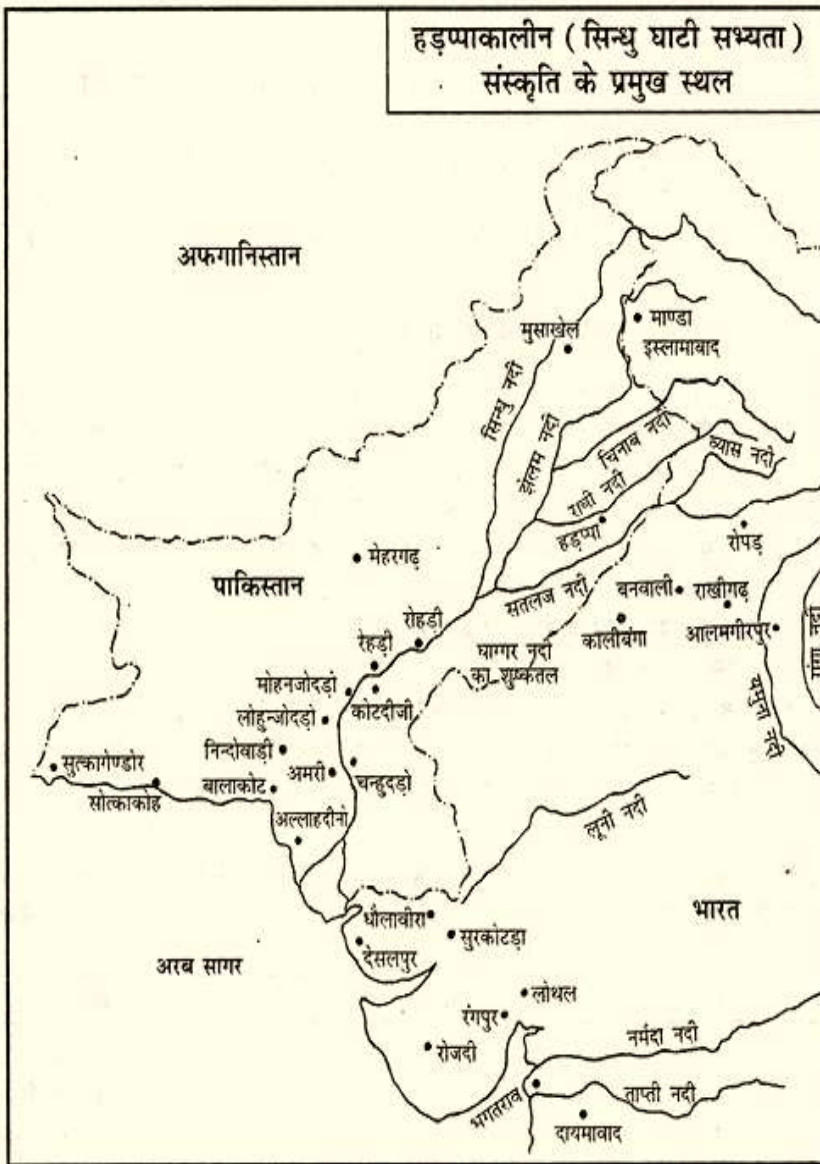 हड़प्पाकालीन ( सिन्धु घाटी सभ्यता )
संस्कृति के प्रमुख स्थल
अफगानिस्तान
मुसाखेल
माण्डा
इस्लामाबाद
सिन्धु नदी
झेलम नदी
चिनाब नदी
व्यास नदी
रावी नदी
हड़प्पा
रोपड़
मेहरगढ़
पाकिस्तान
सतलज नदी
बनवाली
राखीगढ़
रोहड़ी
कालीबंगा
आलमगीरपुर
गंगा नदी
रेहड़ी
घाग्गर नदी
का शुष्कतल
मोहनजोदड़ो
कोटदीजी
यमुना नदी
लोहुन्जोदड़ो
निन्दोवाड़ी
सुत्कागेण्डोर
अमरी
चन्हुदड़ो
बालाकोट
सोत्काकोह
अल्लाहदीनो
लूनी नदी
धौलावीरा
भारत
सुरकोटड़ा
देसलपुर
अरब सागर
लोथल
रंगपुर
रोजदी
नर्मदा नदी
भगतराव
ताप्ती नदी
दायमावाद